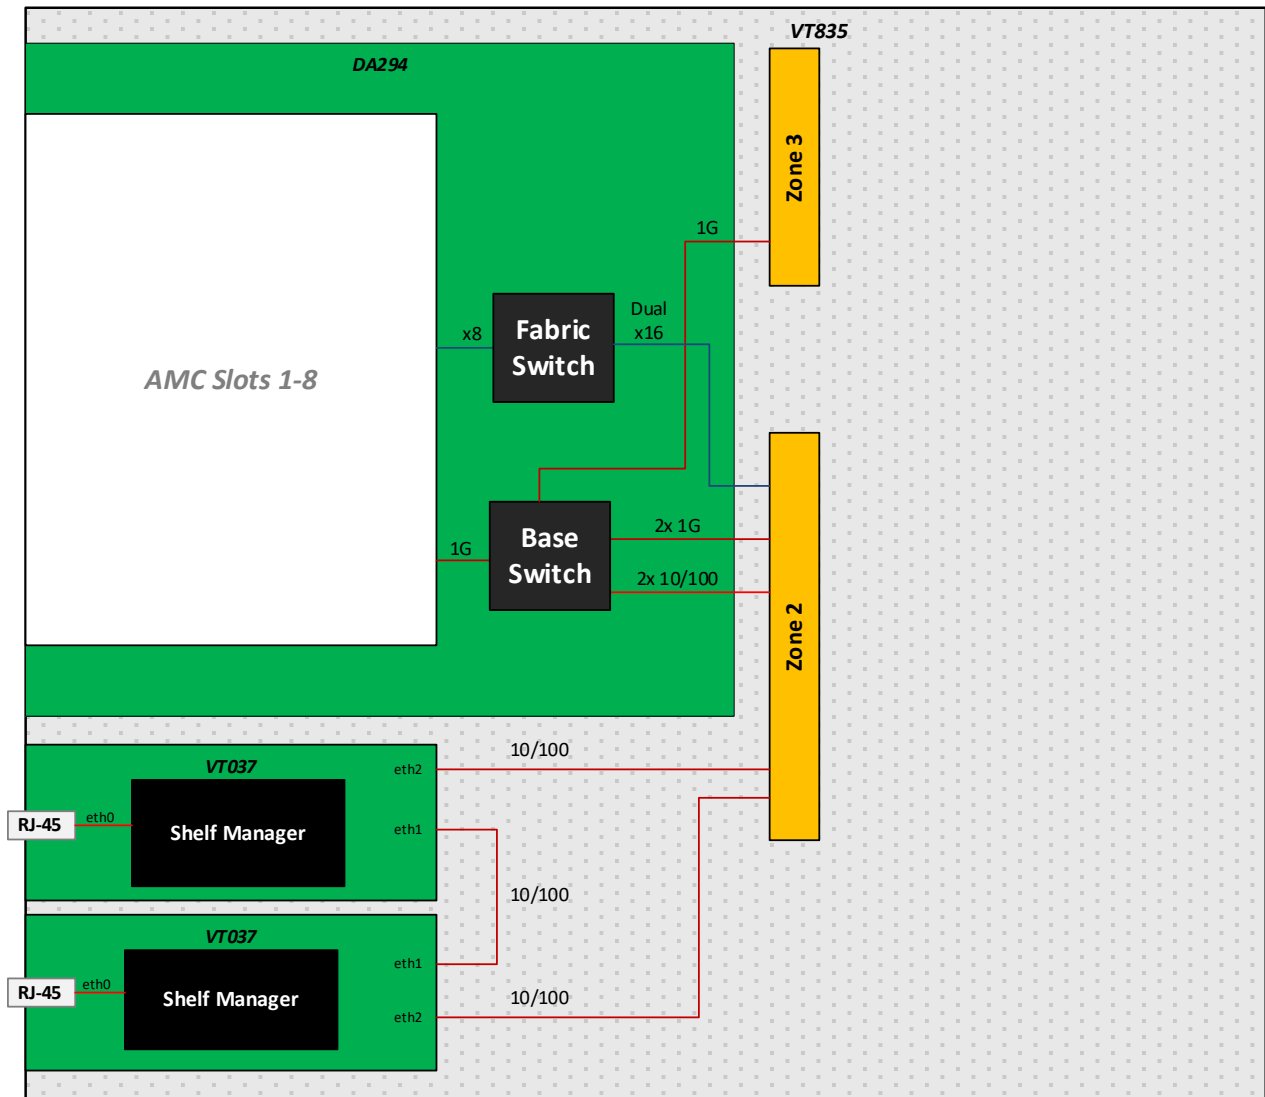 VT835
DA294
Zone 3
1G
Dual
x16
x8
Fabric
Switch
AMC Slots 1-8
2x 1G
Base
Switch
1G
2x 10/100
Zone 2
10/100
VT037
eth2
RJ-45
eth0
Shelf Manager
eth1
10/100
VT037
eth1
RJ-45
eth0
Shelf Manager
10/100
eth2